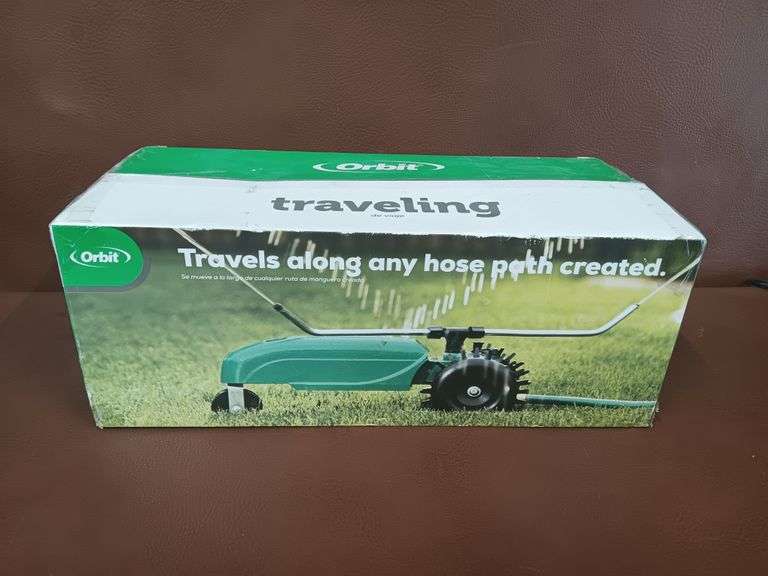 Orbit
traveling
de viaje
Orbit
Travels along any hose path created.
Se mueve a lo largo de cualquier ruta de manguera creada.